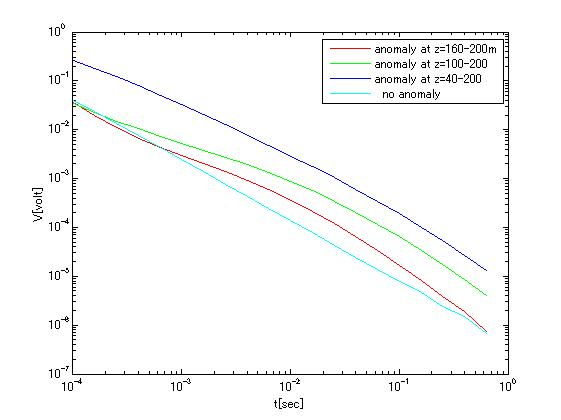 10^0
10^-1
10^-2
10^-3
10^-4
10^-5
10^-6
10^-7
V[volt]
anomaly at z=160-200m
anomaly at z=100-200
anomaly at z=40-200
no anomaly
10^-4
10^-3
10^-2
10^-1
10^0
t[sec]